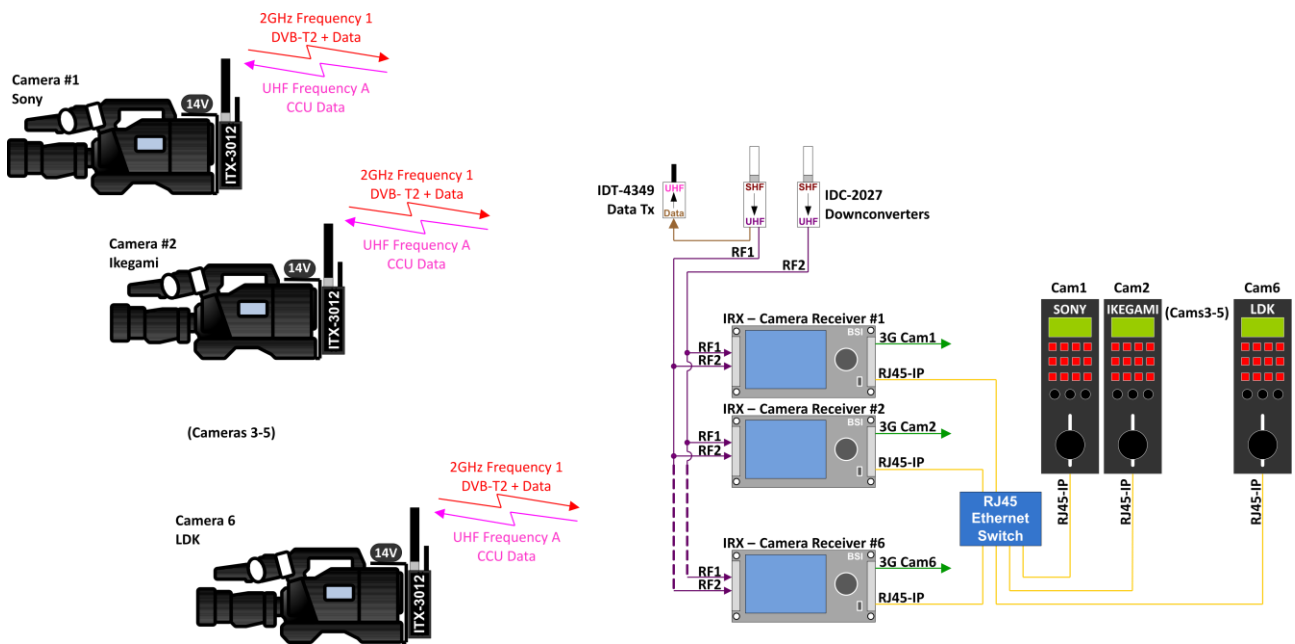 2GHz Frequency 1
DVB-T2 + Data
UHF Frequency A
CCU Data
Camera #1
Sony
14V
ITX-3012
2GHz Frequency 1
DVB- T2 + Data
UHF Frequency A
CCU Data
Camera #2
Ikegami
14V
ITX-3012
(Cameras 3-5)
2GHz Frequency 1
DVB-T2 + Data
UHF Frequency A
CCU Data
Camera 6
LDK
14V
ITX-3012
IDT-4349
Data Tx
UHF
Data
SHF
UHF
SHF
UHF
IDC-2027
Downconverters
RF1
RF2
IRX – Camera Receiver #1
BSI
RF1
RF2
3G Cam1
RJ45-IP
IRX – Camera Receiver #2
BSI
RF1
RF2
3G Cam2
RJ45-IP
IRX – Camera Receiver #6
BSI
RF1
RF2
3G Cam6
RJ45-IP
RJ45
Ethernet
Switch
Cam1
SONY
Cam2
IKEGAMI
(Cams3-5)
Cam6
LDK
RJ45-IP
RJ45-IP
RJ45-IP